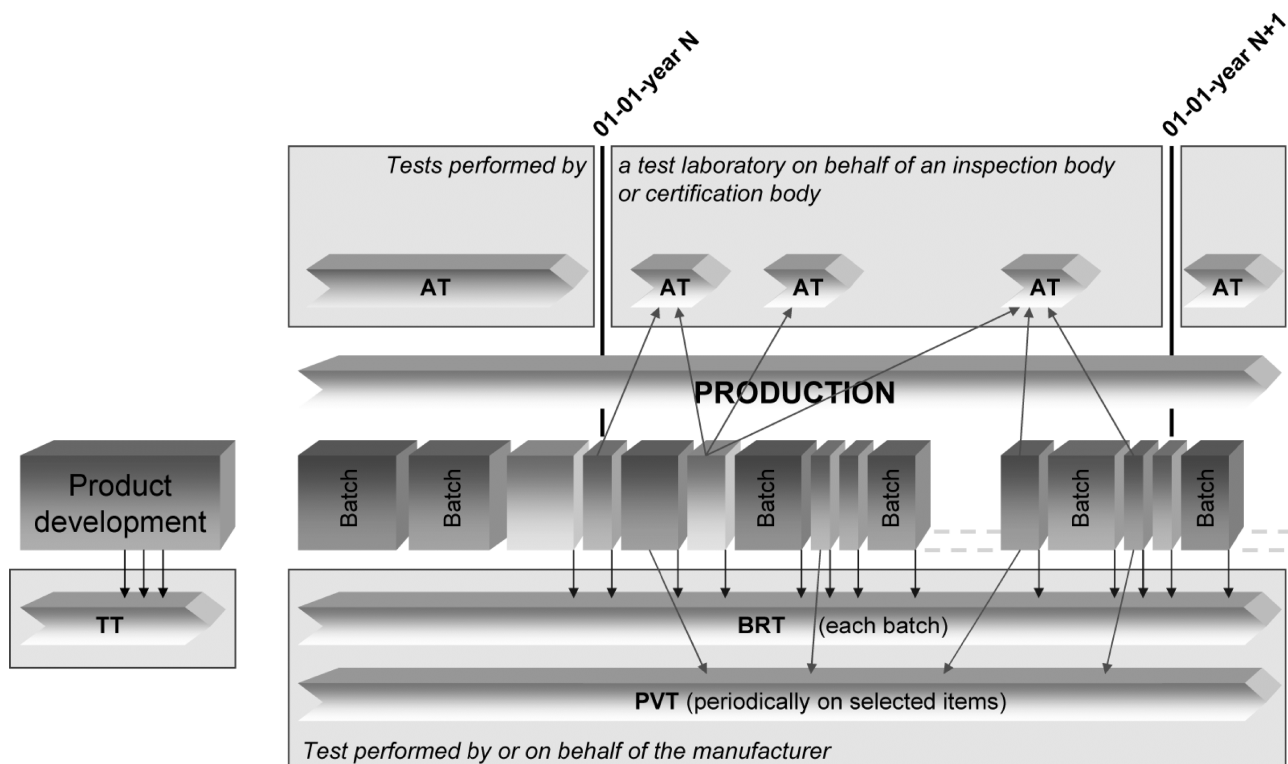 01-01-year N
01-01-year N+1
Tests performed by
a test laboratory on behalf of an inspection body
or certification body
AT
AT
AT
AT
AT
PRODUCTION
Product
development
Batch
Batch
Batch
Batch
Batch
Batch
TT
BRT (each batch)
PVT (periodically on selected items)
Test performed by or on behalf of the manufacturer